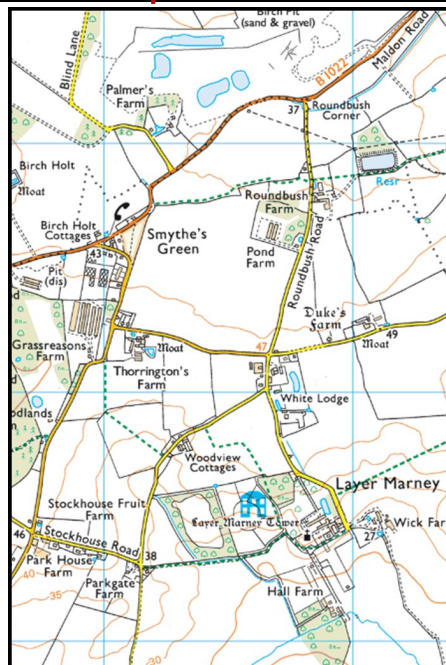 Birch Pit
(sand & gravel)
Blind Lane
B1022
Maldon Road
Palmer's
Farm
37
Roundbush
Corner
Birch Holt
Moat
Resr
Roundbush
Farm
Birch Holt
Cottages
Smythe's
Green
43
Pond
Farm
Roundbush Road
Pit
(dis)
Duke's
Farm
49
Moat
47
Grassreasons
Farm
Moat
Thorrington's
Farm
White Lodge
odlands
Woodview
Cottages
Layer Marney
Stockhouse Fruit
Farm
Layer Marney Tower
Wick Far
46
Stockhouse Road
38
27
Park House
Farm
40
Parkgate
Farm
35
Hall Farm
30